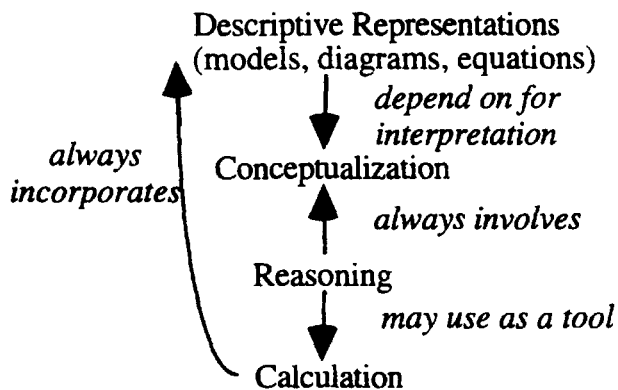 Descriptive Representations
(models, diagrams, equations)
depend on for
interpretation
always
incorporates
Conceptualization
always involves
Reasoning
may use as a tool
Calculation